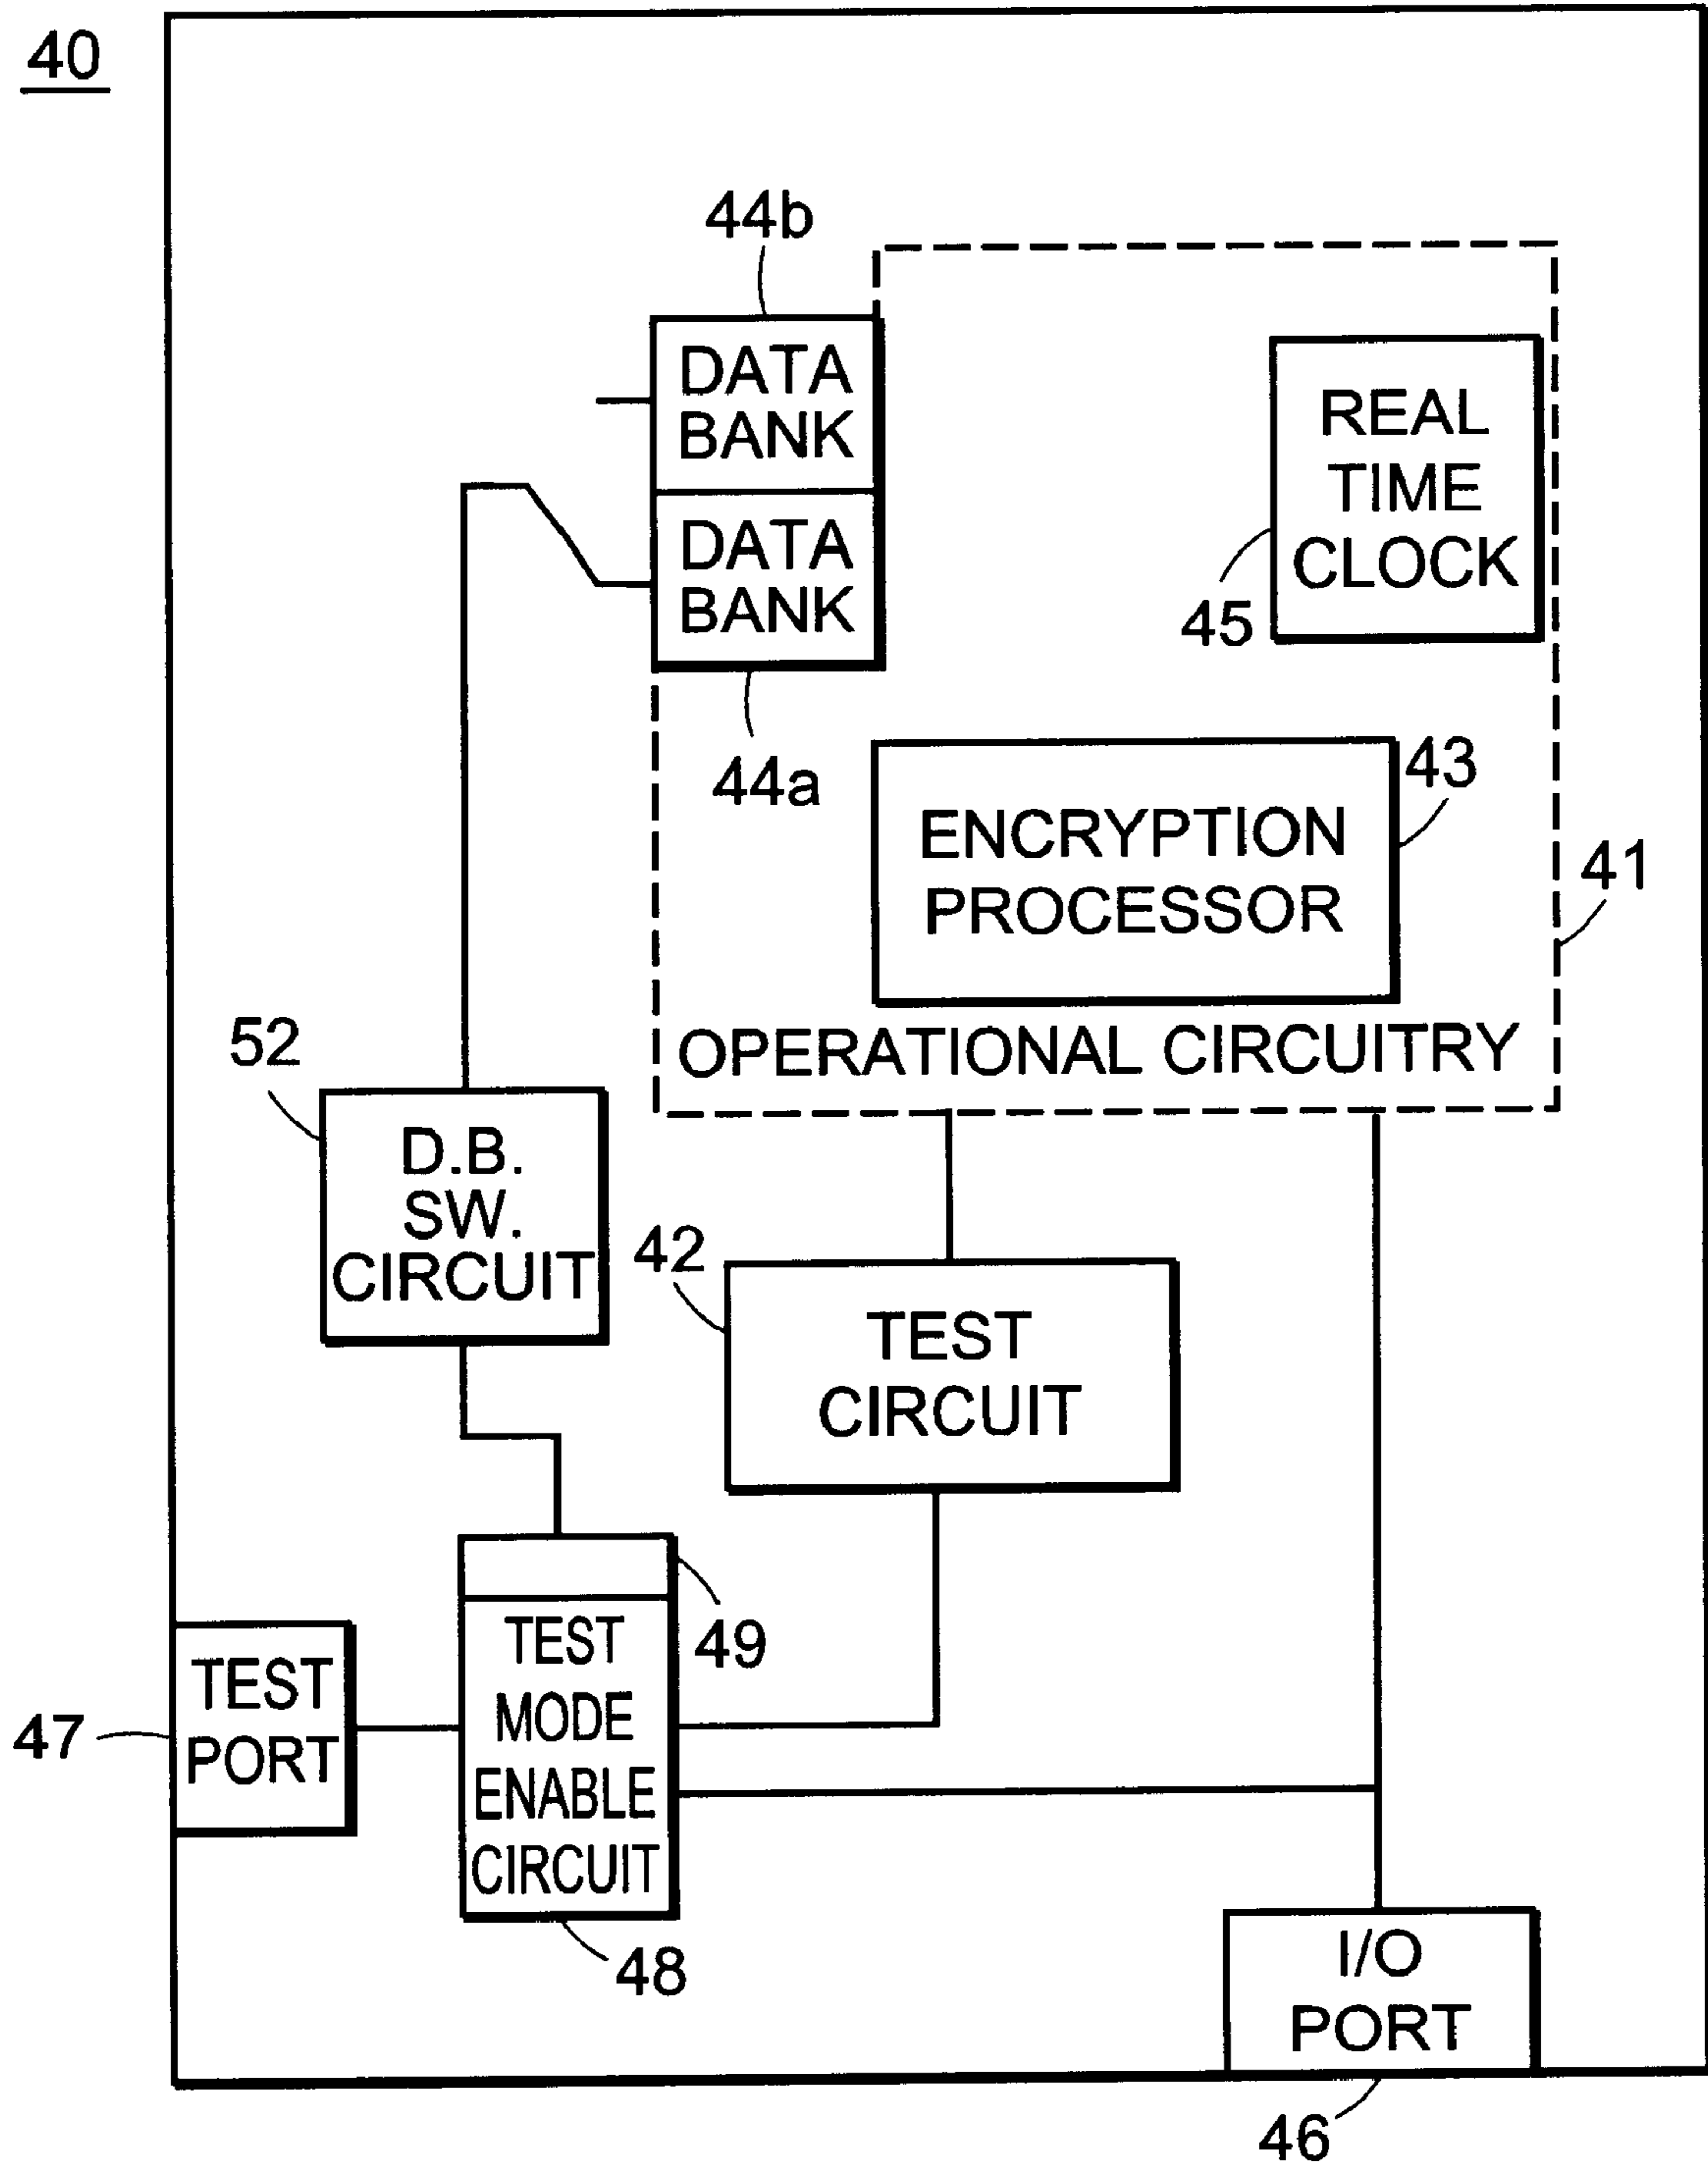 40
44b
DATA
BANK
DATA
BANK
44a
REAL
TIME
CLOCK
45
43
ENCRYPTION
PROCESSOR
41
OPERATIONAL CIRCUITRY
52
D.B.
SW.
CIRCUIT
42
TEST
CIRCUIT
49
TEST
MODE
ENABLE
CIRCUIT
48
TEST
PORT
47
I/O
PORT
46